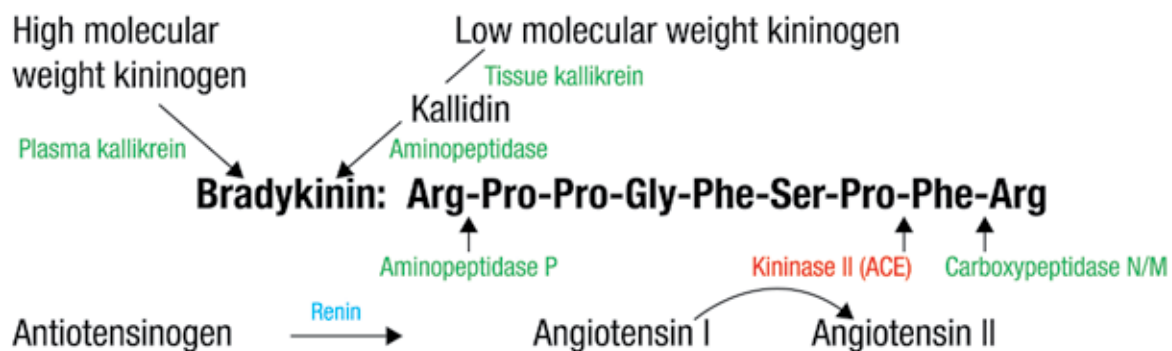 High molecular
weight kininogen
Low molecular weight kininogen
Tissue kallikrein
Kallidin
Plasma kallikrein
Aminopeptidase
Bradykinin: Arg-Pro-Pro-Gly-Phe-Ser-Pro-Phe-Arg
Aminopeptidase P
Kininase II (ACE)
Carboxypeptidase N/M
Renin
Antiotensinogen
Angiotensin I
Angiotensin II